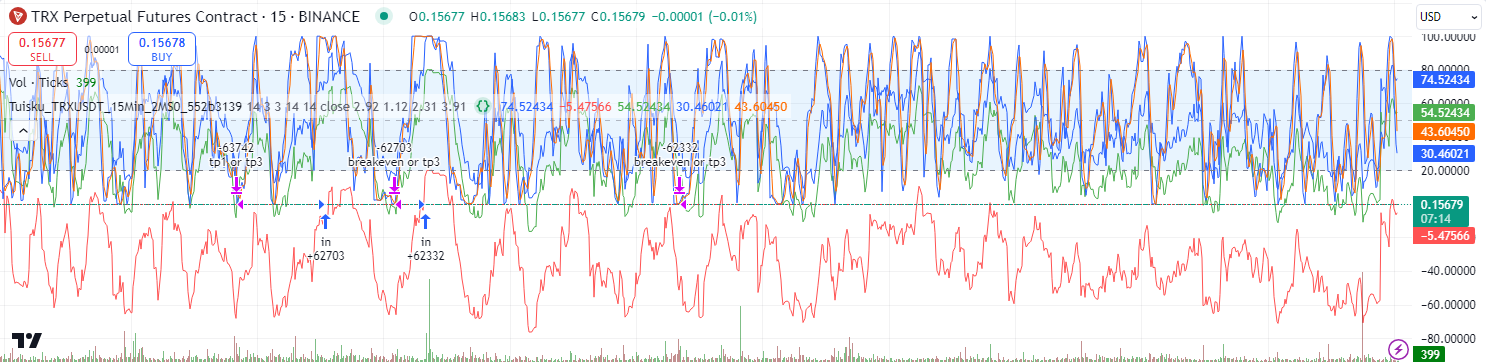 TRX Perpetual Futures Contract · 15 · BINANCE O0.15677 H0.15683 L0.15677 C0.15679 −0.00001 (−0.01%)
USD
0.15677
SELL
0.00001
0.15678
BUY
100.00000
80.00000
74.52434
Vol · Ticks 399
Tuisku_TRXUSDT_15Min_2MS0_552b3139 14 3 3 14 14 close 2.92 1.12 2.31 3.91 74.52434 −5.47566 54.52434 30.46021 43.60450
60.00000
54.52434
43.60450
30.46021
20.00000
-63742
-62703
breakeven or tp3
-62332
breakeven or tp3
0.15679
07:14
−5.47566
in
+62703
in
+62332
−40.00000
−60.00000
−80.00000
399